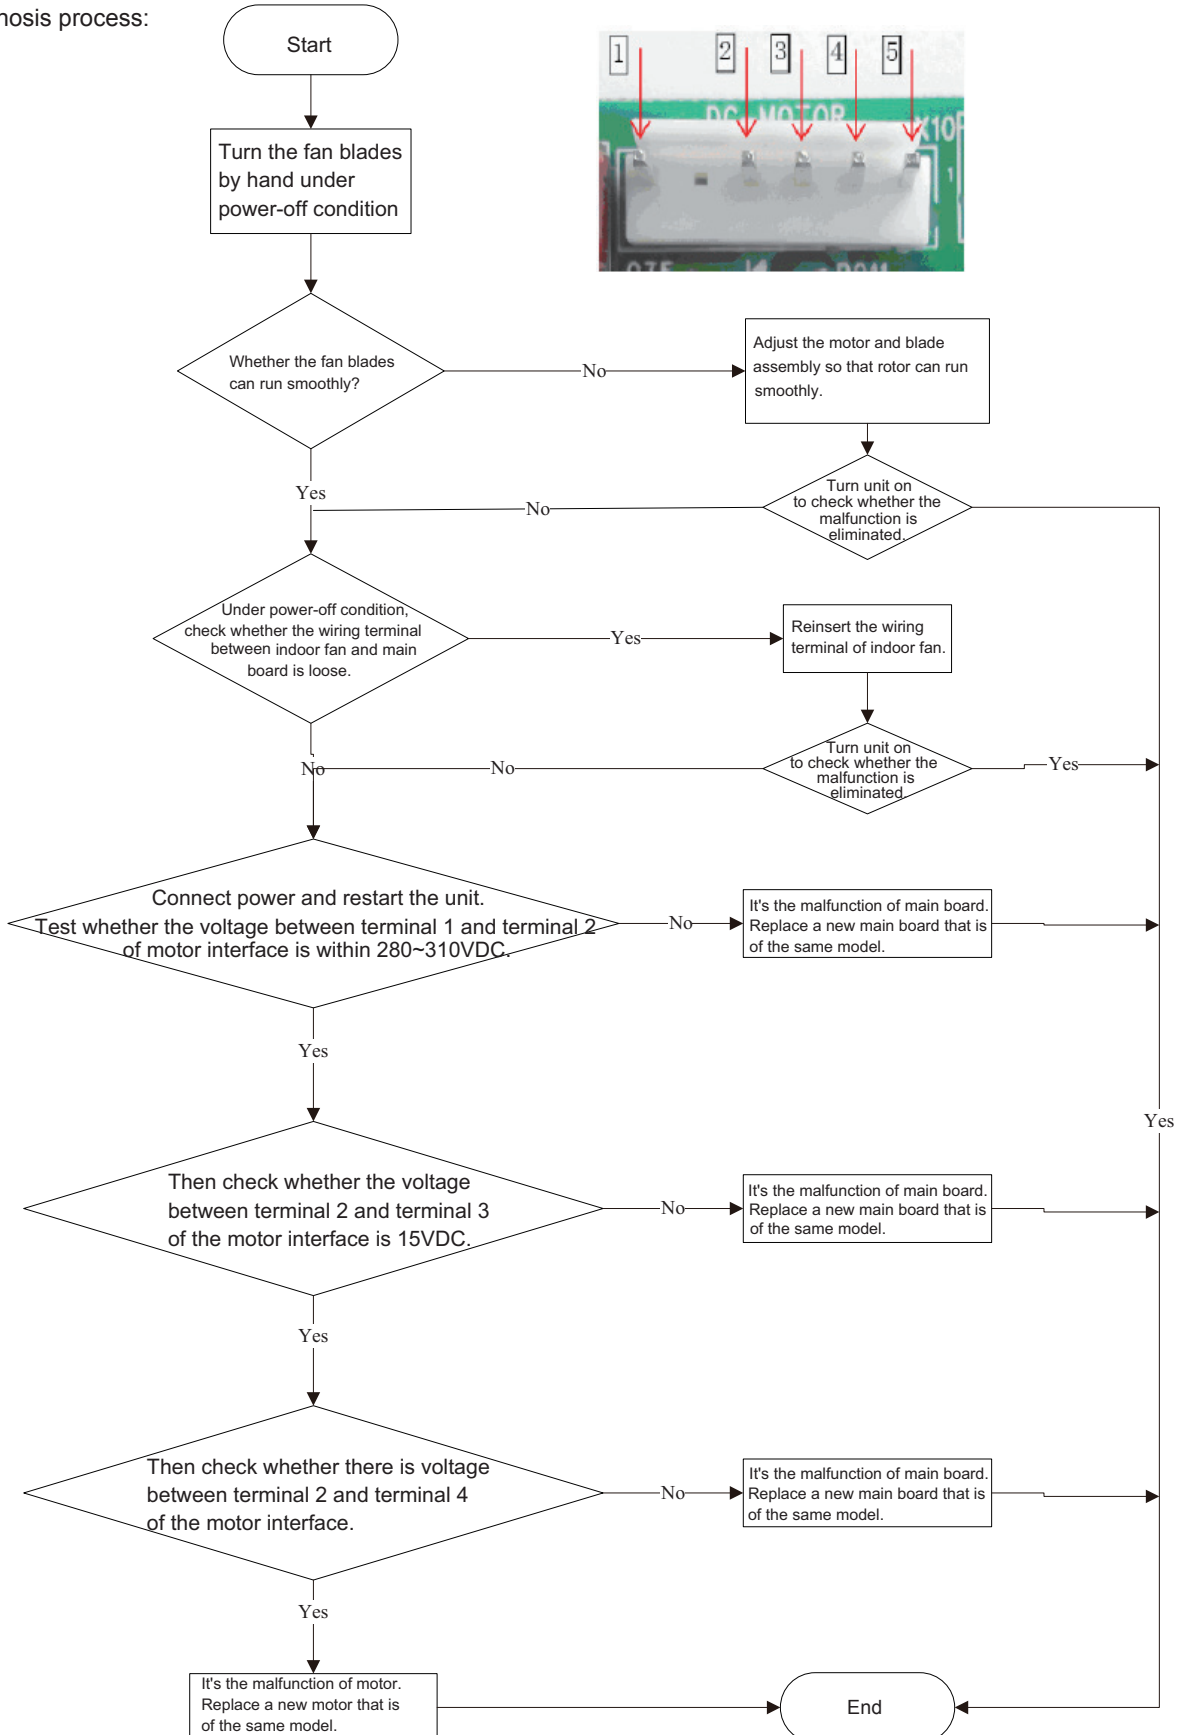 nosis process:
Start
1
2
3
4
5
DC MOTOR
1
Turn the fan blades
by hand under
power-off condition
Whether the fan blades
can run smoothly?
No
Adjust the motor and blade
assembly so that rotor can run
smoothly.
Yes
Turn unit on
to check whether the
malfunction is
eliminated.
No
Under power-off condition,
check whether the wiring terminal
between indoor fan and main
board is loose.
Yes
Reinsert the wiring
terminal of indoor fan.
No
No
Turn unit on
to check whether the
malfunction is
eliminated.
Yes
Connect power and restart the unit.
Test whether the voltage between terminal 1 and terminal 2
of motor interface is within 280~310VDC.
No
It's the malfunction of main board.
Replace a new main board that is
of the same model.
Yes
Yes
Then check whether the voltage
between terminal 2 and terminal 3
of the motor interface is 15VDC.
No
It's the malfunction of main board.
Replace a new main board that is
of the same model.
Yes
Then check whether there is voltage
between terminal 2 and terminal 4
of the motor interface.
No
It's the malfunction of main board.
Replace a new main board that is
of the same model.
Yes
It's the malfunction of motor.
Replace a new motor that is
of the same model.
End